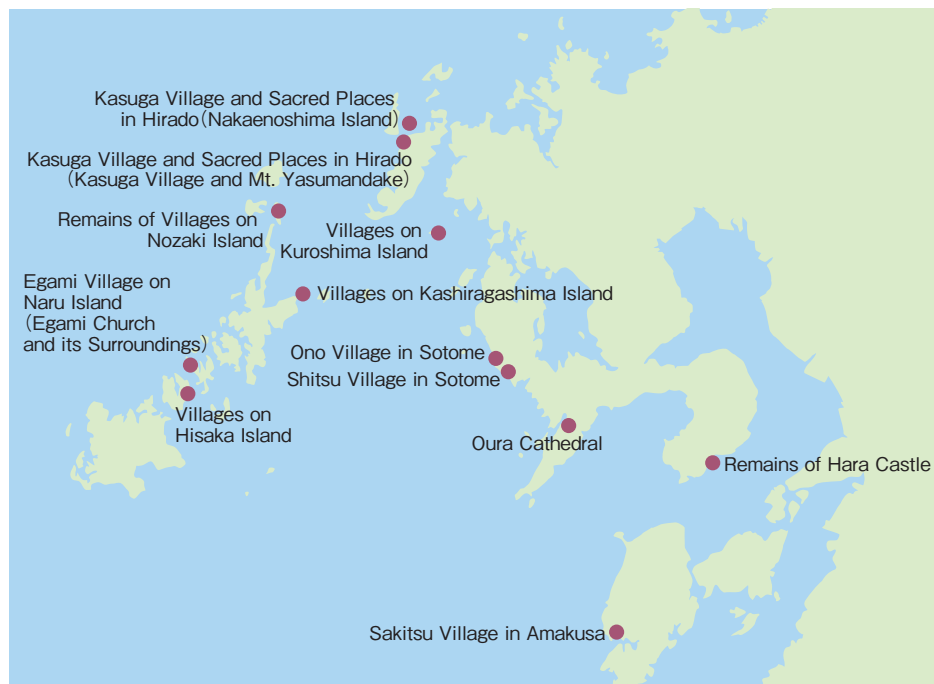 Kasuga Village and Sacred Places
in Hirado(Nakaenoshima Island)
Kasuga Village and Sacred Places in Hirado
(Kasuga Village and Mt. Yasumandake)
Remains of Villages on
Nozaki Island
Villages on
Kuroshima Island
Egami Village on
Naru Island
(Egami Church
and its Surroundings)
Villages on Kashiragashima Island
Ono Village in Sotome
Shitsu Village in Sotome
Villages on
Hisaka Island
Oura Cathedral
Remains of Hara Castle
Sakitsu Village in Amakusa